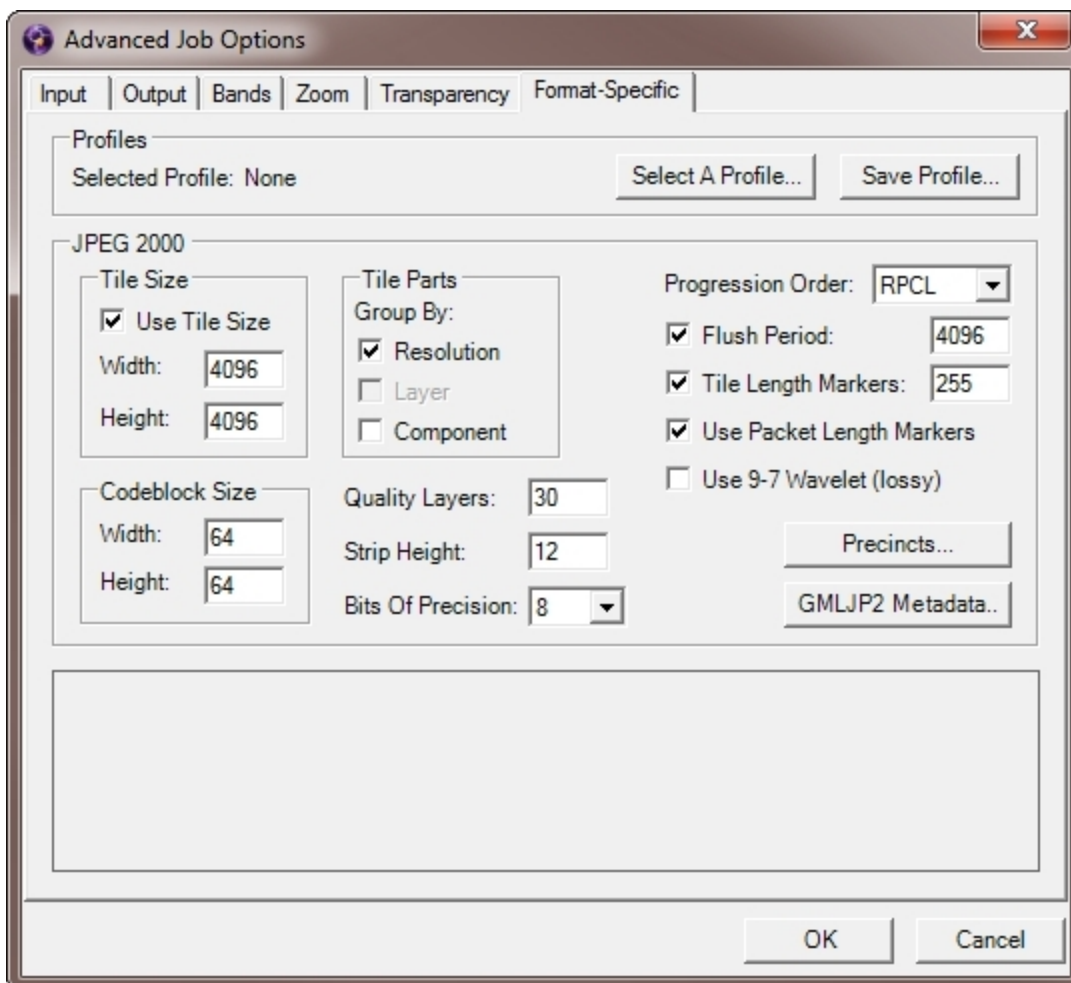 Advanced Job Options
Input Output Bands Zoom Transparency Format-Specific
Profiles
Selected Profile: None
Select A Profile...
Save Profile...
JPEG 2000
Tile Size
Use Tile Size
Width: 4096
Height: 4096
Tile Parts
Group By:
Resolution
Layer
Component
Progression Order: RPCL
Flush Period: 4096
Tile Length Markers: 255
Use Packet Length Markers
Use 9-7 Wavelet (lossy)
Codeblock Size
Width: 64
Height: 64
Quality Layers: 30
Strip Height: 12
Bits Of Precision: 8
Precincts...
GMLJP2 Metadata..
OK
Cancel